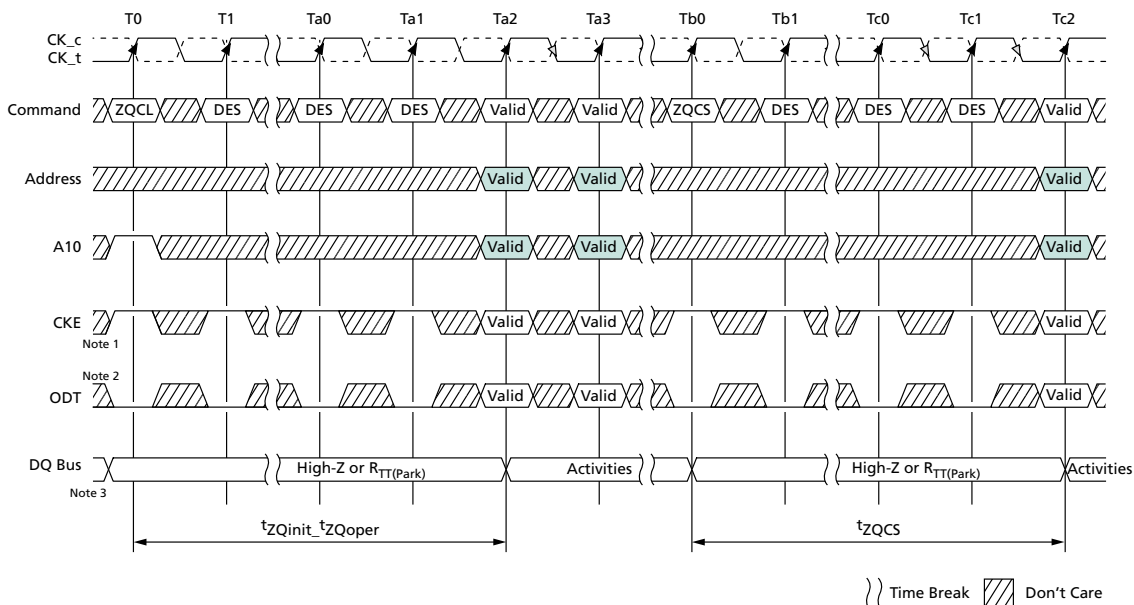 T0 T1 Ta0 Ta1 Ta2 Ta3 Tb0 Tb1 Tc0 Tc1 Tc2
CK_c
CK_t
Command ZQCL DES DES DES Valid Valid ZQCS DES DES DES Valid
Address Valid Valid Valid
A10 Valid Valid Valid
CKE Valid Valid Valid
Note 1
Note 2
ODT Valid Valid Valid
DQ Bus High-Z or RTT(Park) Activities High-Z or RTT(Park) Activities
Note 3
tZQinit_tZQoper tZQCS
Time Break Don't Care